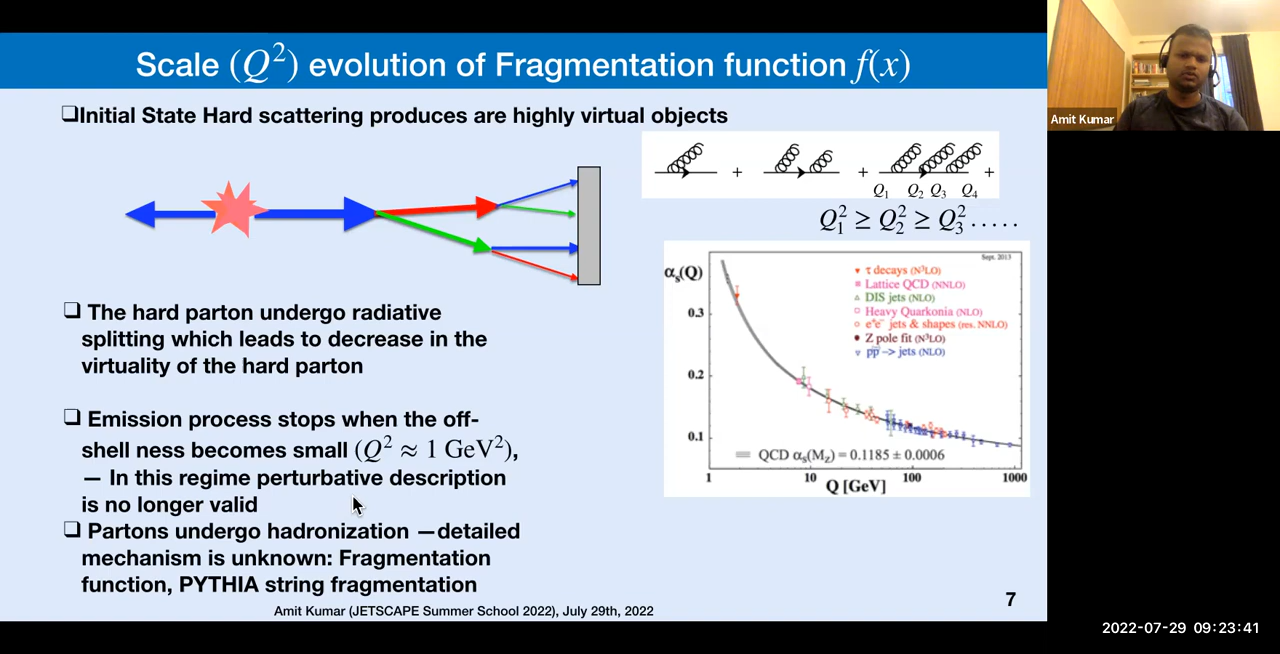 Scale (Q²) evolution of Fragmentation function f(x)
❑Initial State Hard scattering produces are highly virtual objects
+ + +
Q₁ Q₂ Q₃ Q₄
Q₁² ≥ Q₂² ≥ Q₃² .....
❑ The hard parton undergo radiative
splitting which leads to decrease in the
virtuality of the hard parton
❑ Emission process stops when the off-
shell ness becomes small (Q² ≈ 1 GeV²),
— In this regime perturbative description
is no longer valid
❑ Partons undergo hadronization —detailed
mechanism is unknown: Fragmentation
function, PYTHIA string fragmentation
Sept. 2013
αs(Q)
τ decays (N³LO)
Lattice QCD (NNLO)
DIS jets (NLO)
Heavy Quarkonia (NLO)
e⁺e⁻ jets & shapes (res. NNLO)
Z pole fit (N³LO)
pp̅ –> jets (NLO)
0.3
0.2
0.1
QCD αs(Mz) = 0.1185 ± 0.0006
1 10 100 1000
Q [GeV]
Amit Kumar (JETSCAPE Summer School 2022), July 29th, 2022
7
Amit Kumar
2022-07-29 09:23:41